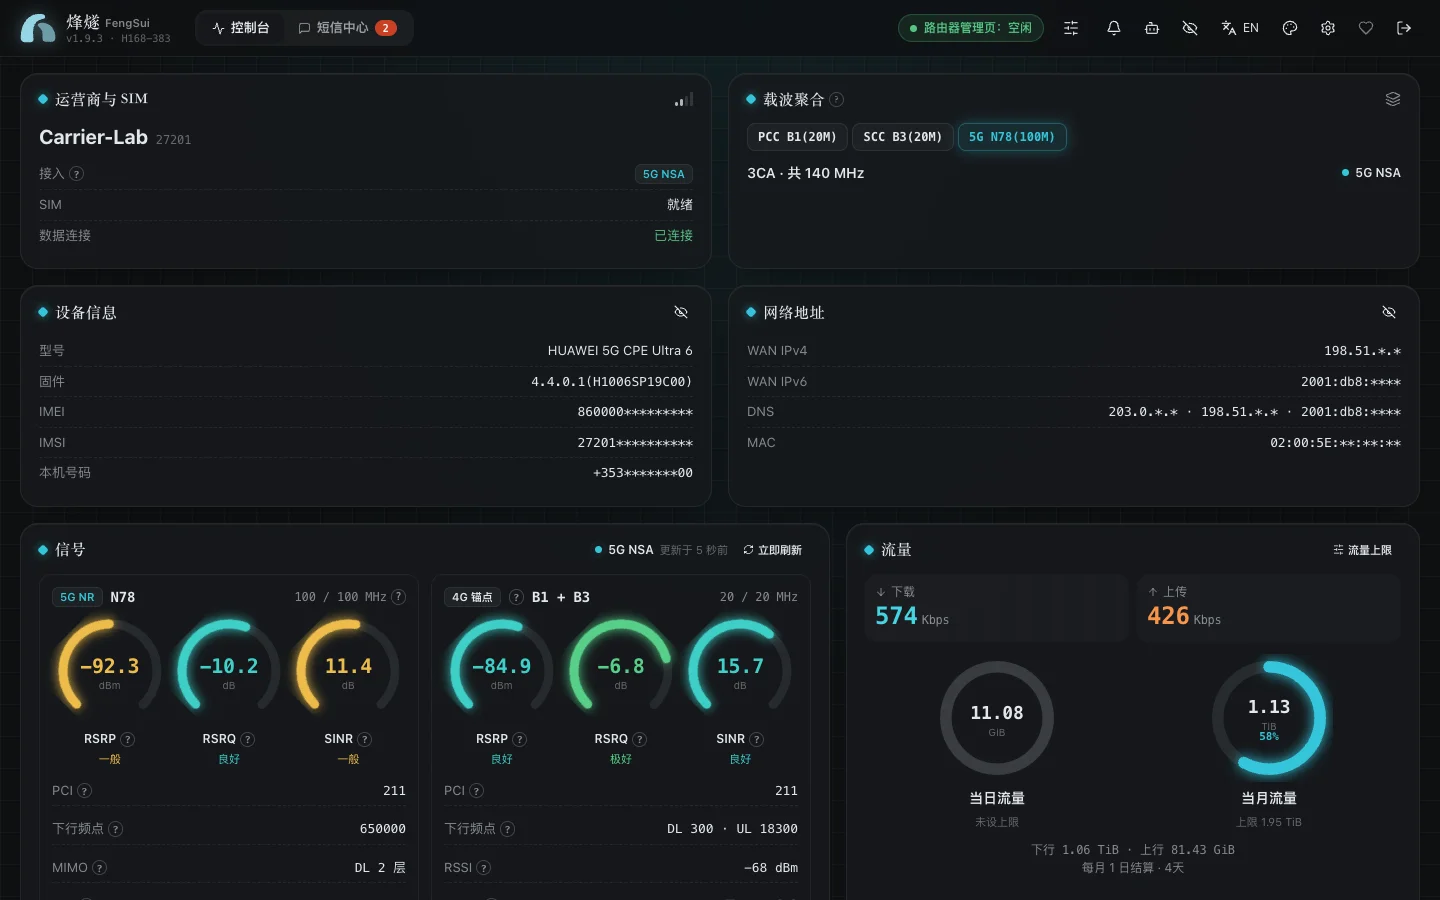 烽燧 FengSui
v1.9.3 · H168-383
控制台
短信中心 2
路由器管理页：空闲
EN
运营商与 SIM
Carrier-Lab 27201
接入 ?
5G NSA
SIM
就绪
数据连接
已连接
载波聚合 ?
PCC B1(20M)
SCC B3(20M)
5G N78(100M)
3CA · 共 140 MHz
5G NSA
设备信息
型号
HUAWEI 5G CPE Ultra 6
固件
4.4.0.1(H1006SP19C00)
IMEI
860000*********
IMSI
27201**********
本机号码
+353*******00
网络地址
WAN IPv4
198.51.*.*
WAN IPv6
2001:db8:****
DNS
203.0.*.* · 198.51.*.* · 2001:db8:****
MAC
02:00:5E:**:**:**
信号
5G NSA 更新于 5 秒前
立即刷新
5G NR N78
100 / 100 MHz ?
-92.3
dBm
RSRP ?
一般
-10.2
dB
RSRQ ?
良好
11.4
dB
SINR ?
一般
PCI ?
211
下行频点 ?
650000
MIMO ?
DL 2 层
4G 锚点 ? B1 + B3
20 / 20 MHz
-84.9
dBm
RSRP ?
良好
-6.8
dB
RSRQ ?
极好
15.7
dB
SINR ?
良好
PCI ?
211
下行频点 ?
DL 300 · UL 18300
RSSI ?
-68 dBm
流量
流量上限
↓ 下载
574 Kbps
↑ 上传
426 Kbps
11.08
GiB
当日流量
未设上限
1.13
TiB
58%
当月流量
上限 1.95 TiB
下行 1.06 TiB · 上行 81.43 GiB
每月 1 日结算 · 4天